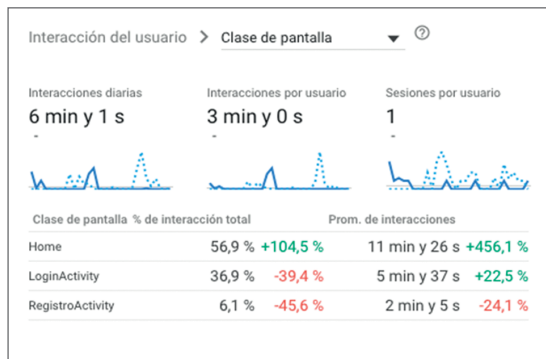 Interacción del usuario > Clase de pantalla ?
Interacciones diarias Interacciones por usuario Sesiones por usuario
6 min y 1 s 3 min y 0 s 1
- - -
Clase de pantalla % de interacción total Prom. de interacciones
Home 56,9 % +104,5 % 11 min y 26 s +456,1 %
LoginActivity 36,9 % -39,4 % 5 min y 37 s +22,5 %
RegistroActivity 6,1 % -45,6 % 2 min y 5 s -24,1 %